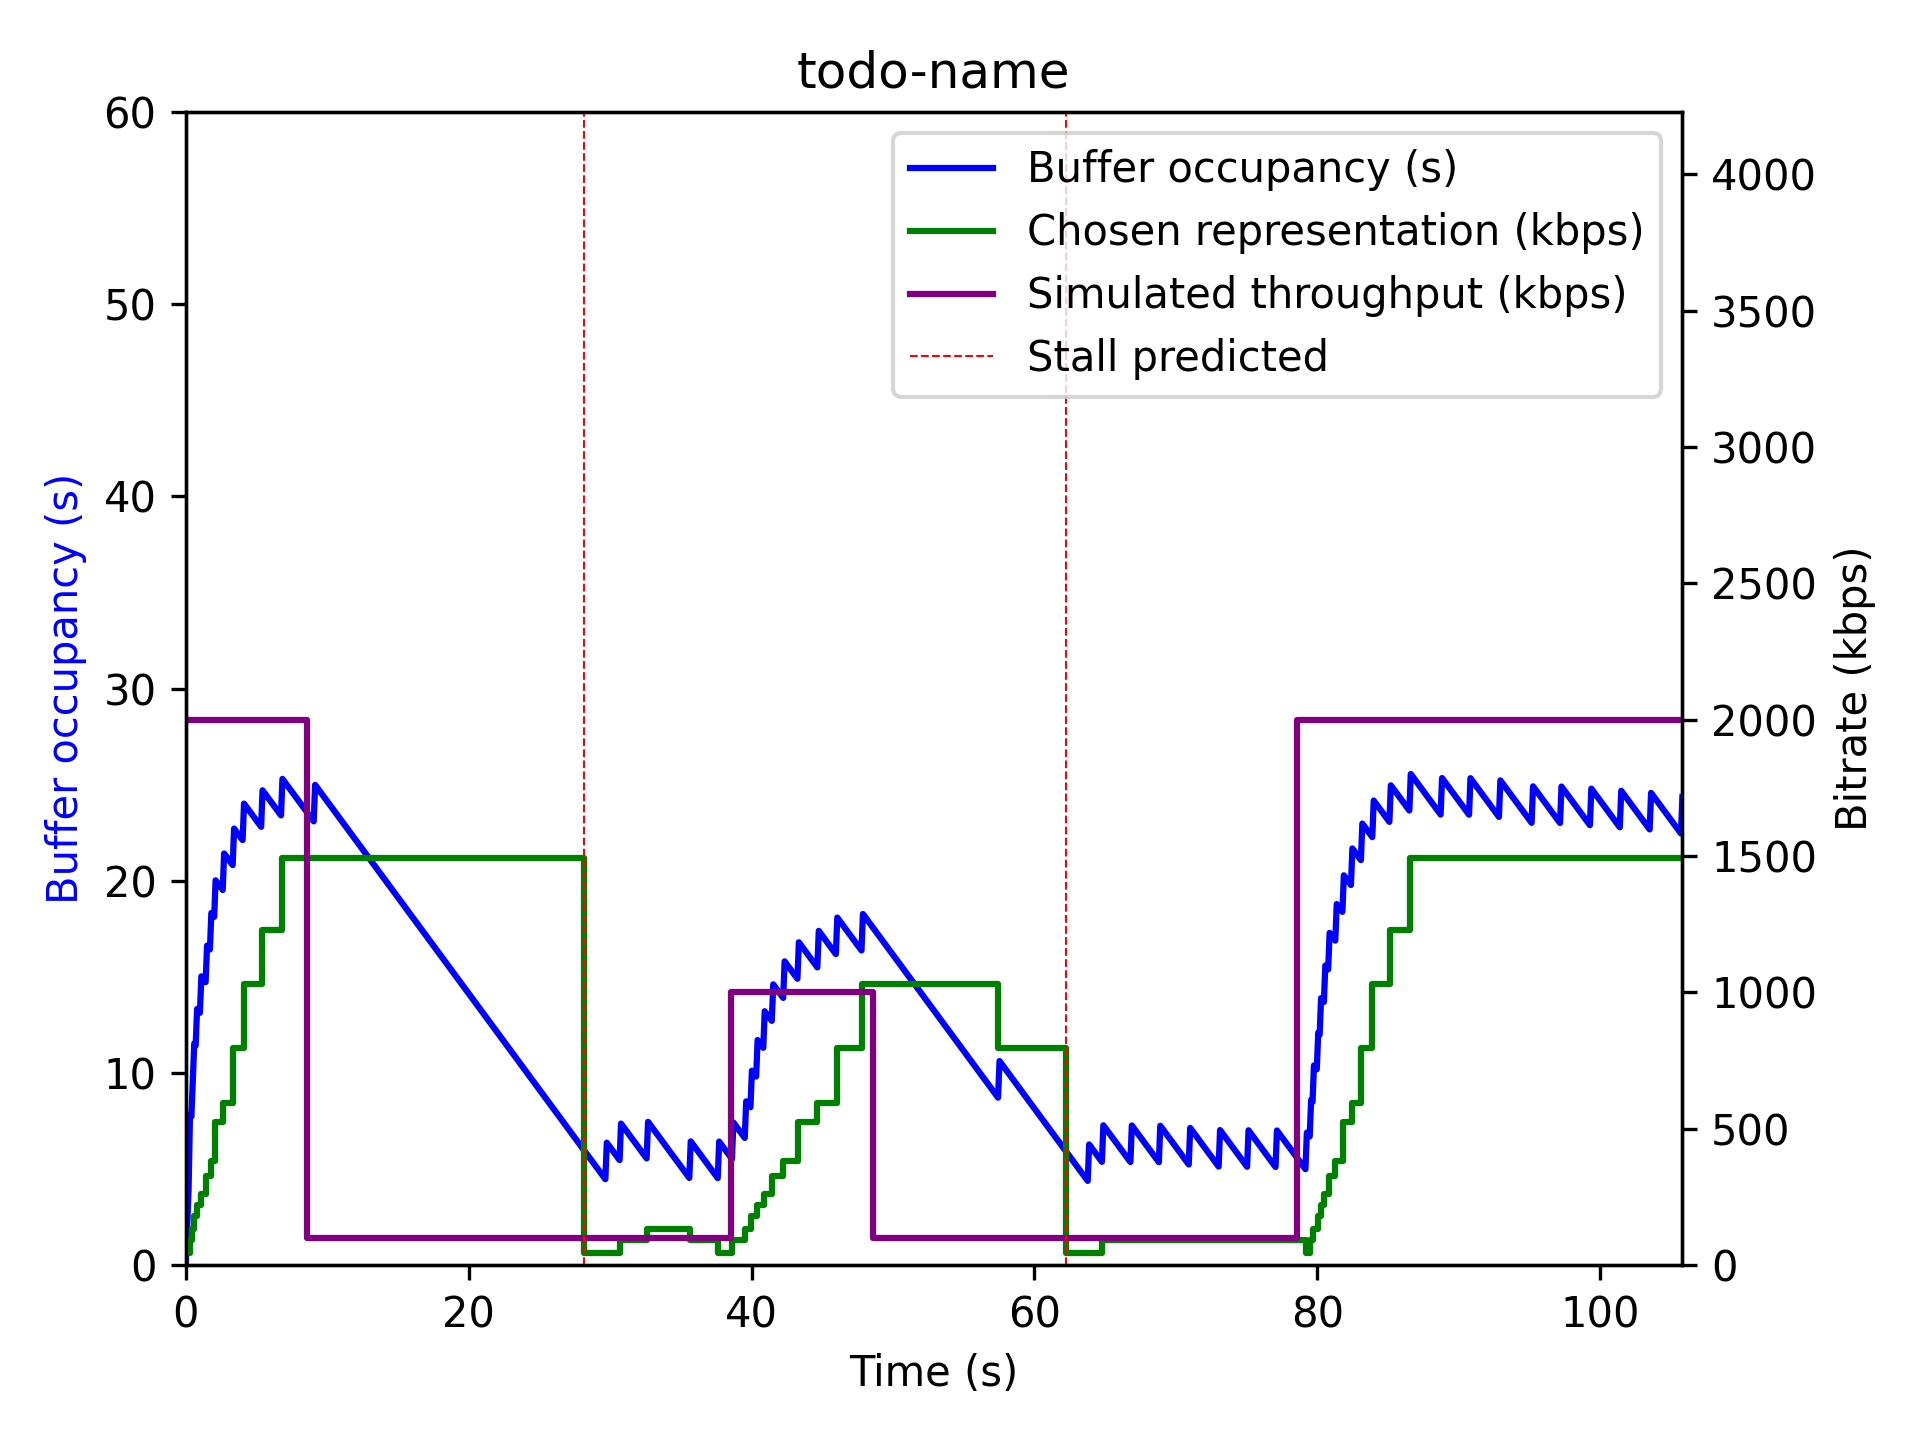 todo-name
Buffer occupancy (s)
Chosen representation (kbps)
Simulated throughput (kbps)
Stall predicted
60
50
40
30
20
10
0
Buffer occupancy (s)
4000
3500
3000
2500
2000
1500
1000
500
0
Bitrate (kbps)
0 20 40 60 80 100
Time (s)